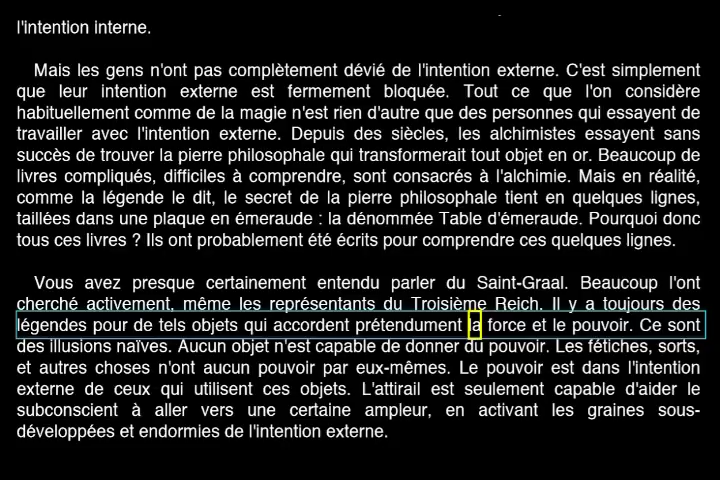 l'intention interne.
Mais les gens n'ont pas complètement dévié de l'intention externe. C'est simplement
que leur intention externe est fermement bloquée. Tout ce que l'on considère
habituellement comme de la magie n'est rien d'autre que des personnes qui essayent de
travailler avec l'intention externe. Depuis des siècles, les alchimistes essayent sans
succès de trouver la pierre philosophale qui transformerait tout objet en or. Beaucoup de
livres compliqués, difficiles à comprendre, sont consacrés à l'alchimie. Mais en réalité,
comme la légende le dit, le secret de la pierre philosophale tient en quelques lignes,
taillées dans une plaque en émeraude : la dénommée Table d'émeraude. Pourquoi donc
tous ces livres ? Ils ont probablement été écrits pour comprendre ces quelques lignes.
Vous avez presque certainement entendu parler du Saint-Graal. Beaucoup l'ont
cherché activement, même les représentants du Troisième Reich. Il y a toujours des
légendes pour de tels objets qui accordent prétendument la force et le pouvoir. Ce sont
des illusions naïves. Aucun objet n'est capable de donner du pouvoir. Les fétiches, sorts,
et autres choses n'ont aucun pouvoir par eux-mêmes. Le pouvoir est dans l'intention
externe de ceux qui utilisent ces objets. L'attirail est seulement capable d'aider le
subconscient à aller vers une certaine ampleur, en activant les graines sous-
développées et endormies de l'intention externe.